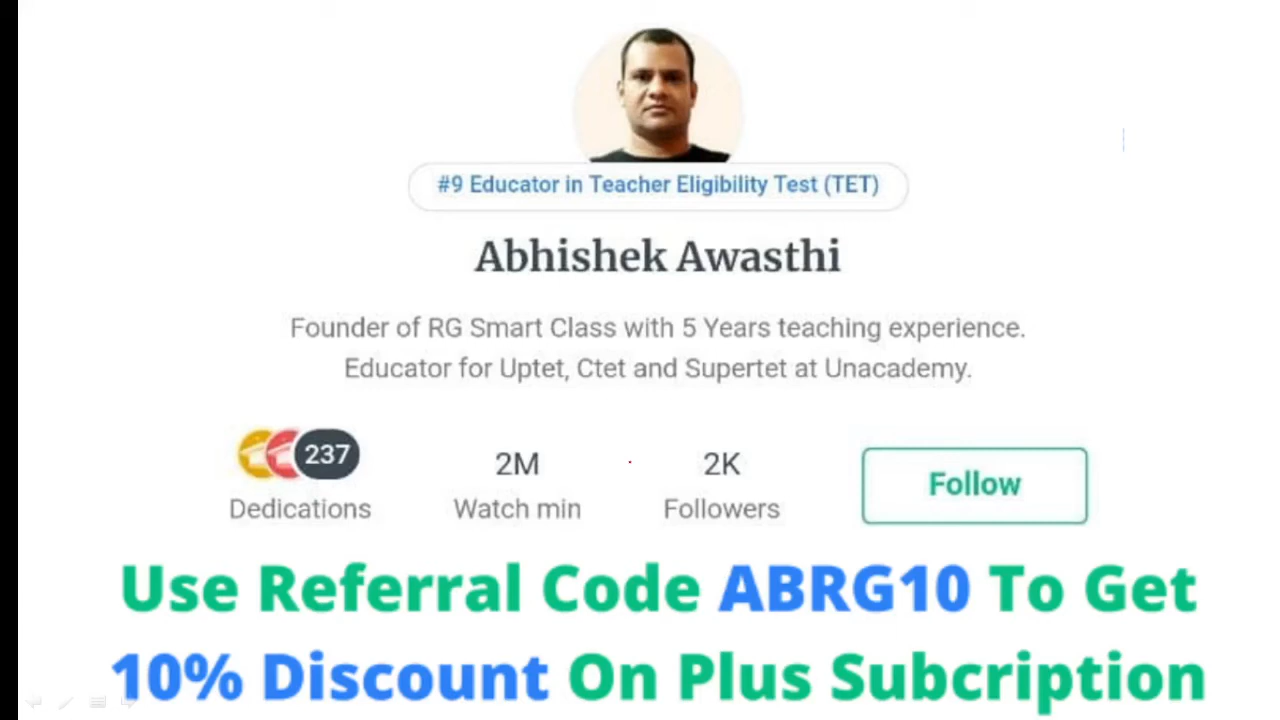 #9 Educator in Teacher Eligibility Test (TET)
Abhishek Awasthi
Founder of RG Smart Class with 5 Years teaching experience.
Educator for Uptet, Ctet and Supertet at Unacademy.
237
Dedications
2M
Watch min
2K
Followers
Follow
Use Referral Code ABRG10 To Get
10% Discount On Plus Subcription